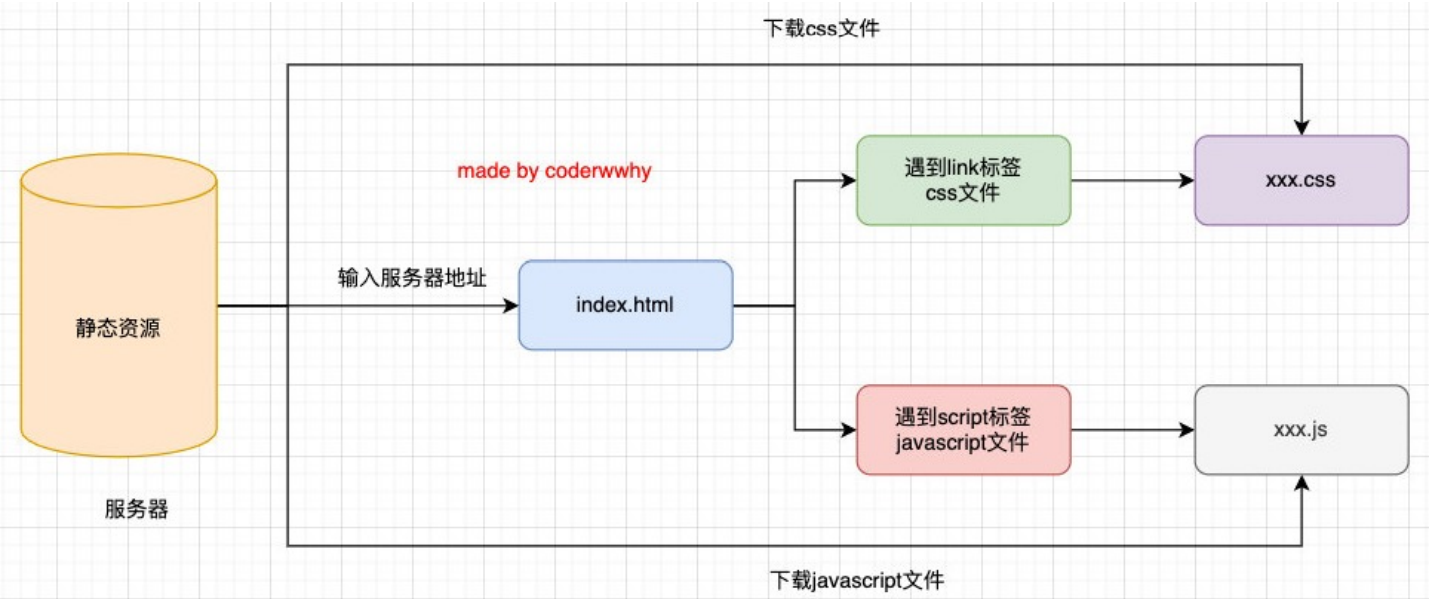 下载css文件
made by coderwwhy
遇到link标签
css文件
xxx.css
输入服务器地址
index.html
静态资源
遇到script标签
javascript文件
xxx.js
服务器
下载javascript文件